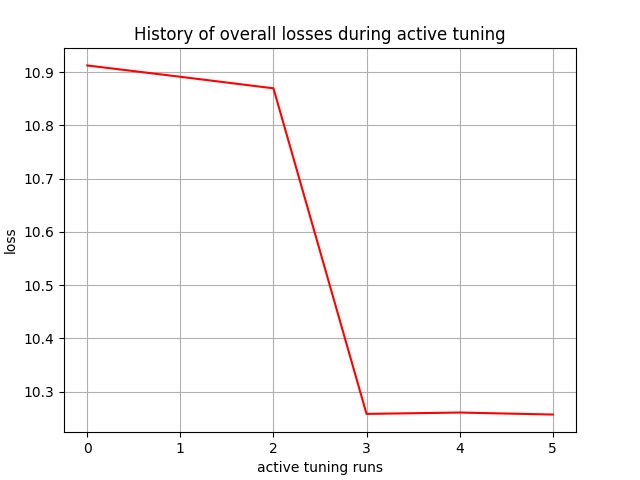 History of overall losses during active tuning
10.9
10.8
10.7
10.6
10.5
10.4
10.3
loss
0 1 2 3 4 5
active tuning runs